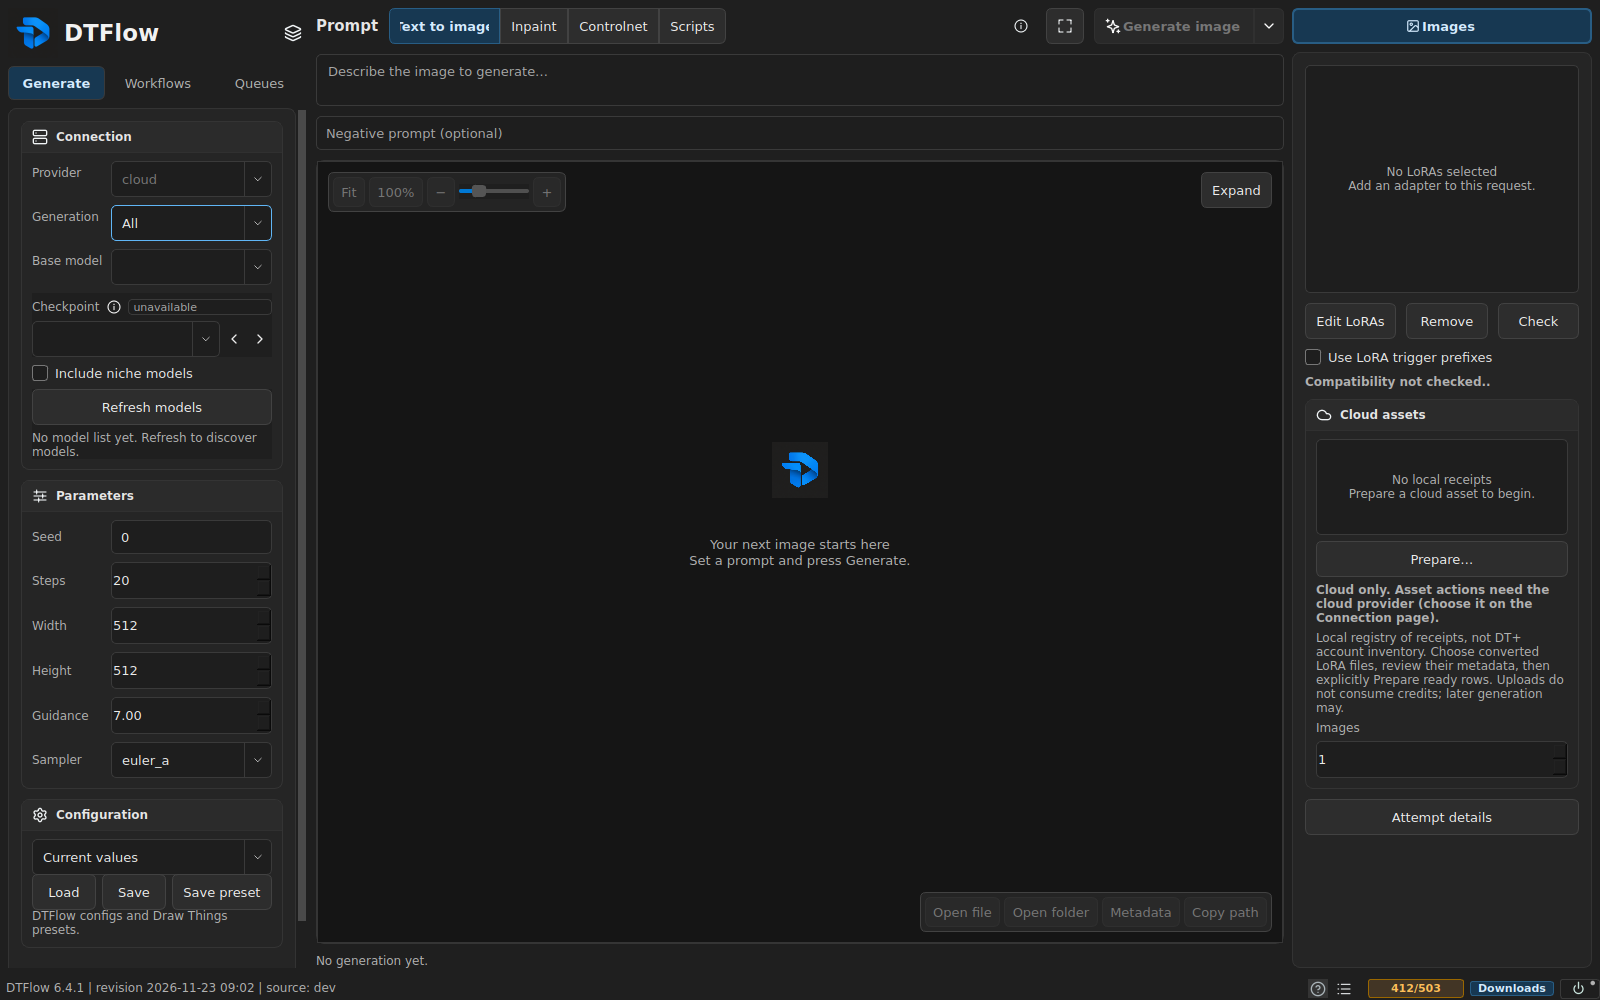 DTFlow
Generate
Workflows
Queues
Connection
Provider
cloud
Generation
All
Base model
Checkpoint
unavailable
Include niche models
Refresh models
No model list yet. Refresh to discover
models.
Parameters
Seed
0
Steps
20
Width
512
Height
512
Guidance
7.00
Sampler
euler_a
Configuration
Current values
Load
Save
Save preset
DTFlow configs and Draw Things
presets.
Prompt
Text to image
Inpaint
Controlnet
Scripts
Generate image
Describe the image to generate...
Negative prompt (optional)
Fit
100%
−
+
Expand
Your next image starts here
Set a prompt and press Generate.
Open file
Open folder
Metadata
Copy path
No generation yet.
Images
No LoRAs selected
Add an adapter to this request.
Edit LoRAs
Remove
Check
Use LoRA trigger prefixes
Compatibility not checked..
Cloud assets
No local receipts
Prepare a cloud asset to begin.
Prepare...
Cloud only. Asset actions need the
cloud provider (choose it on the
Connection page).
Local registry of receipts, not DT+
account inventory. Choose converted
LoRA files, review their metadata, then
explicitly Prepare ready rows. Uploads do
not consume credits; later generation
may.
Images
1
Attempt details
DTFlow 6.4.1 | revision 2026-11-23 09:02 | source: dev
412/503
Downloads